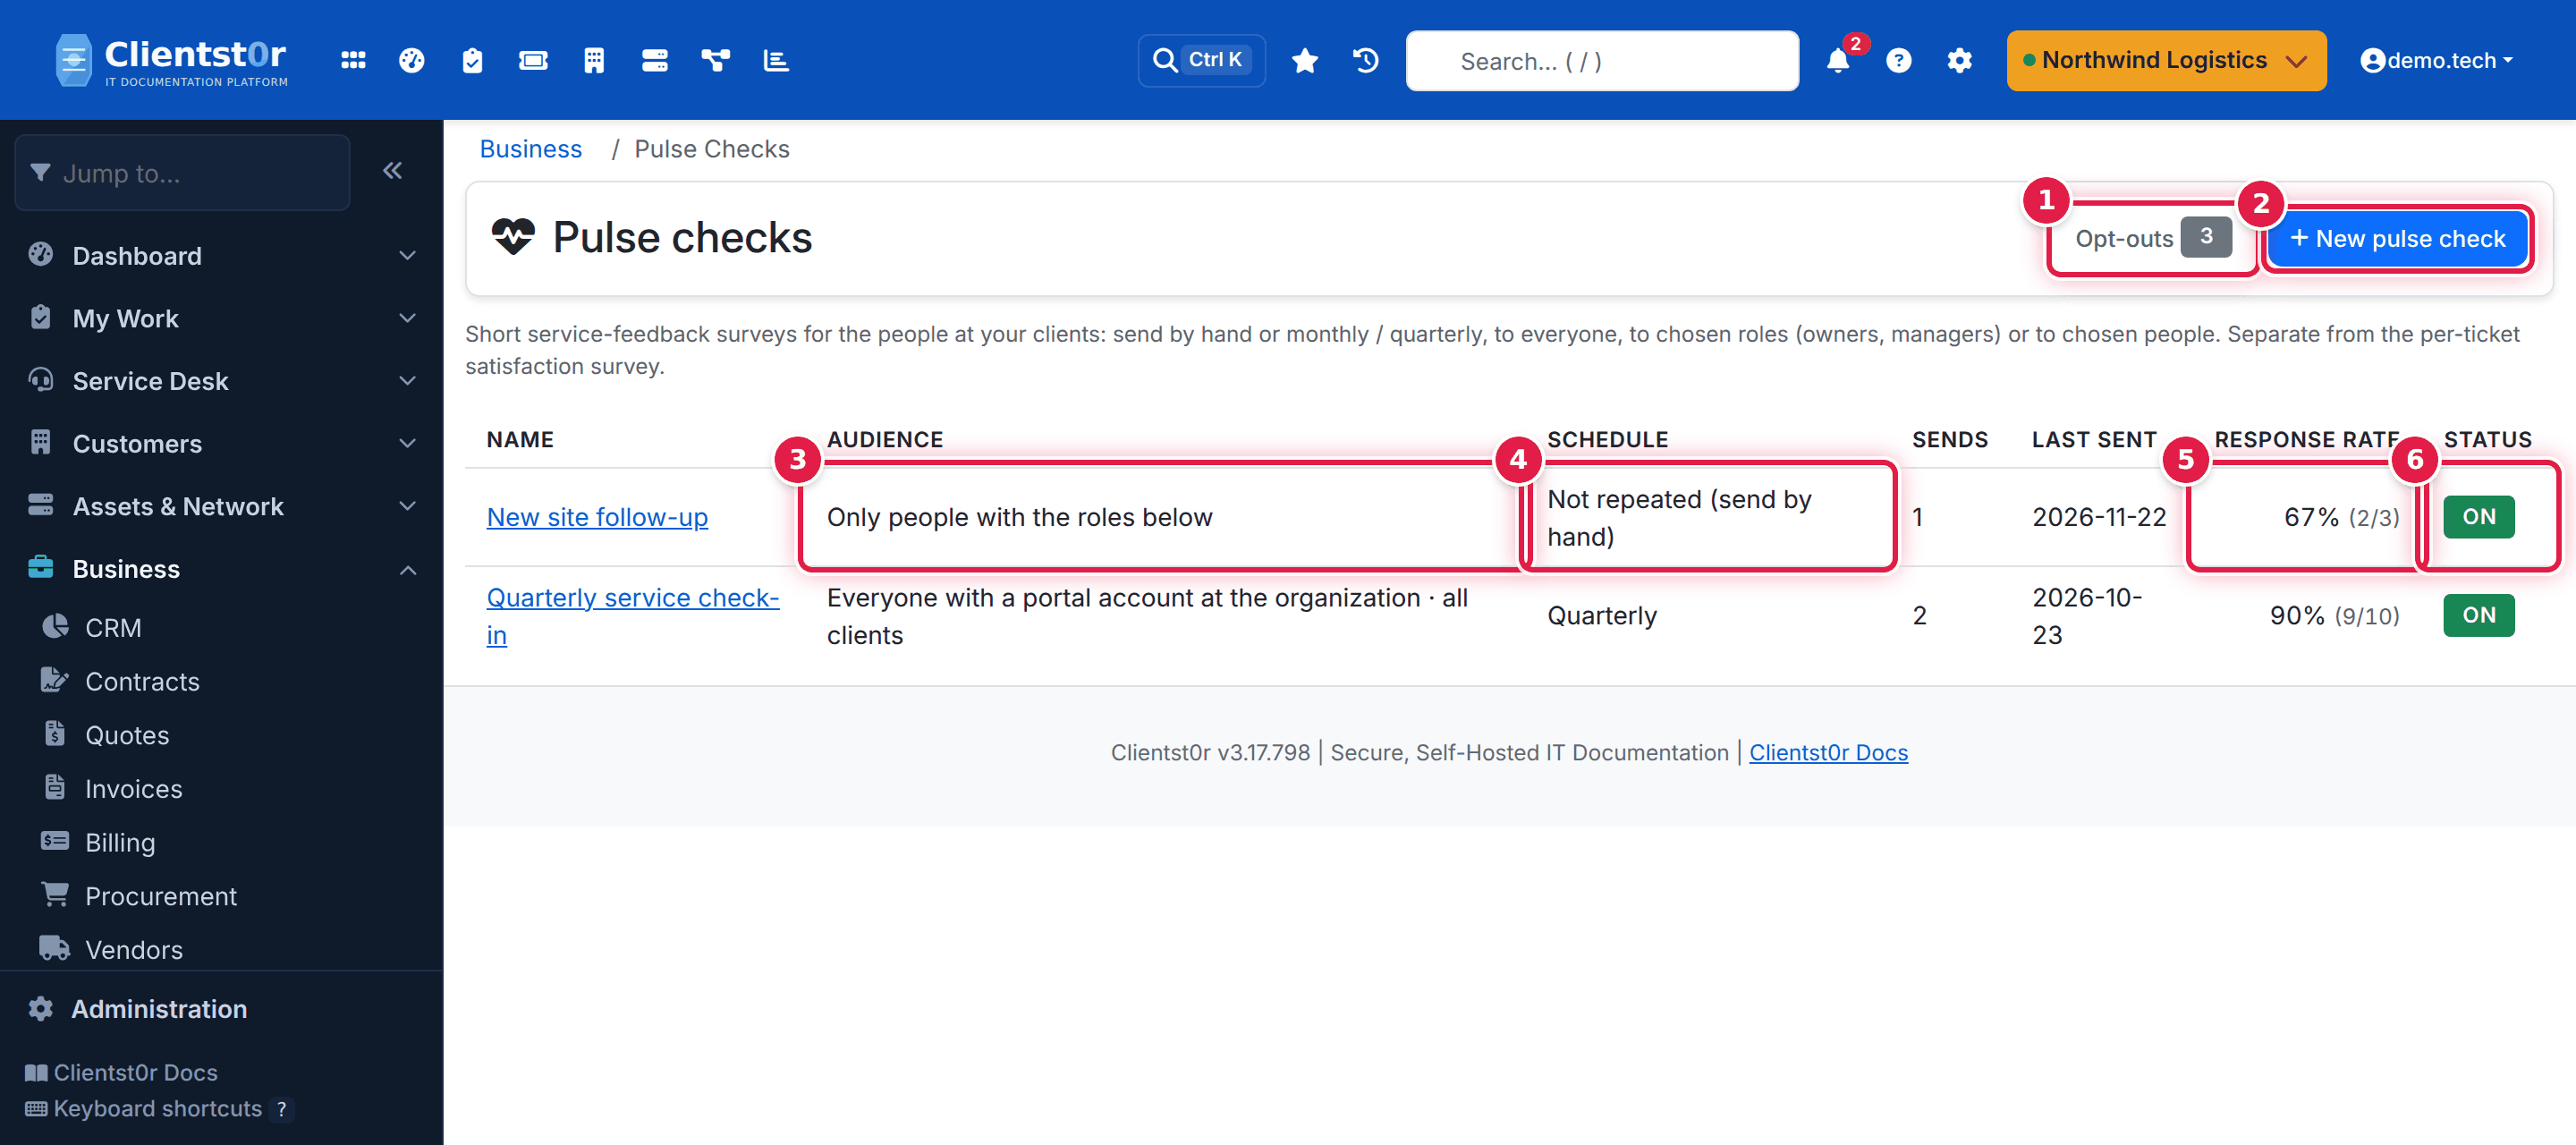 Clientst0r
IT DOCUMENTATION PLATFORM
Ctrl K
Search... ( / )
2
?
Northwind Logistics
demo.tech
Jump to...
Dashboard
My Work
Service Desk
Customers
Assets & Network
Business
CRM
Contracts
Quotes
Invoices
Billing
Procurement
Vendors
Administration
Clientst0r Docs
Keyboard shortcuts ?
Business / Pulse Checks
Pulse checks
1
Opt-outs 3
2
+ New pulse check
Short service-feedback surveys for the people at your clients: send by hand or monthly / quarterly, to everyone, to chosen roles (owners, managers) or to chosen people. Separate from the per-ticket
satisfaction survey.
NAME AUDIENCE SCHEDULE SENDS LAST SENT RESPONSE RATE STATUS
3 4 5 6
New site follow-up Only people with the roles below Not repeated (send by
hand) 1 2026-11-22 67% (2/3) ON
Quarterly service check-
in Everyone with a portal account at the organization · all
clients Quarterly 2 2026-10-
23 90% (9/10) ON
Clientst0r v3.17.798 | Secure, Self-Hosted IT Documentation | Clientst0r Docs